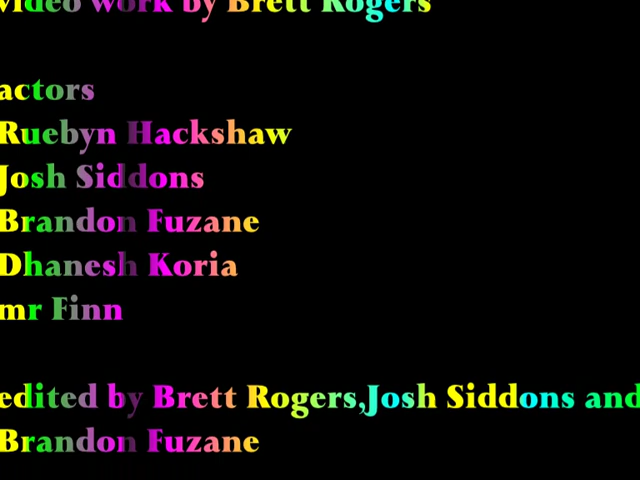 video work by Brett Rogers
actors
Ruebyn Hackshaw
Josh Siddons
Brandon Fuzane
Dhanesh Koria
mr Finn
edited by Brett Rogers,Josh Siddons and
Brandon Fuzane